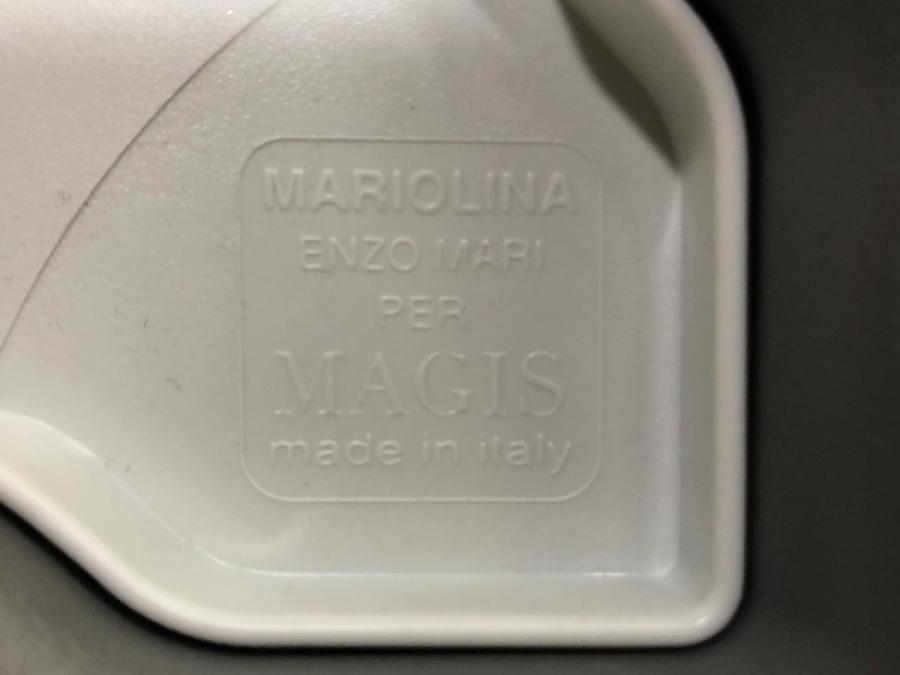 MARIOLINA
ENZO MARI
PER
MAGIS
made in italy